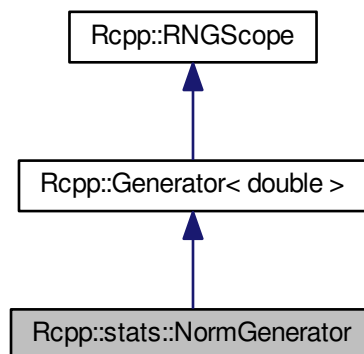 Rcpp::RNGScope
Rcpp::Generator< double >
Rcpp::stats::NormGenerator